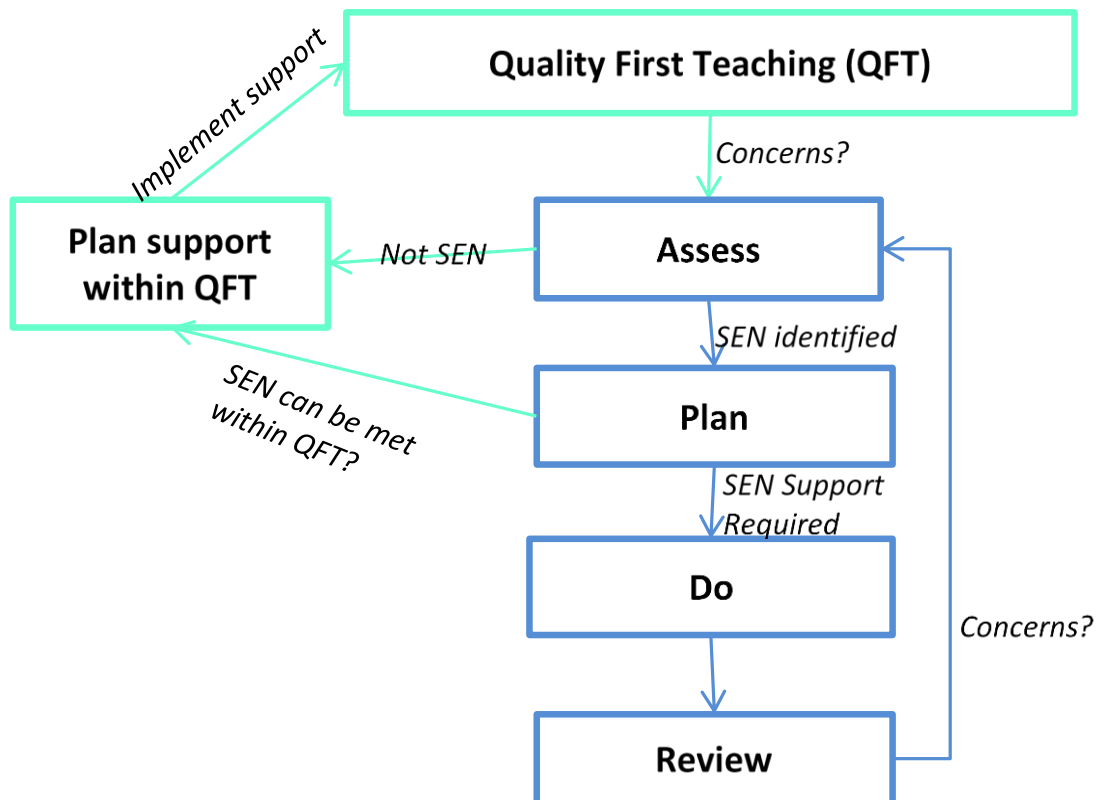 Quality First Teaching (QFT)
Implement support
Concerns?
Plan support
within QFT
Not SEN
Assess
SEN identified
SEN can be met
within QFT?
Plan
SEN Support
Required
Do
Concerns?
Review